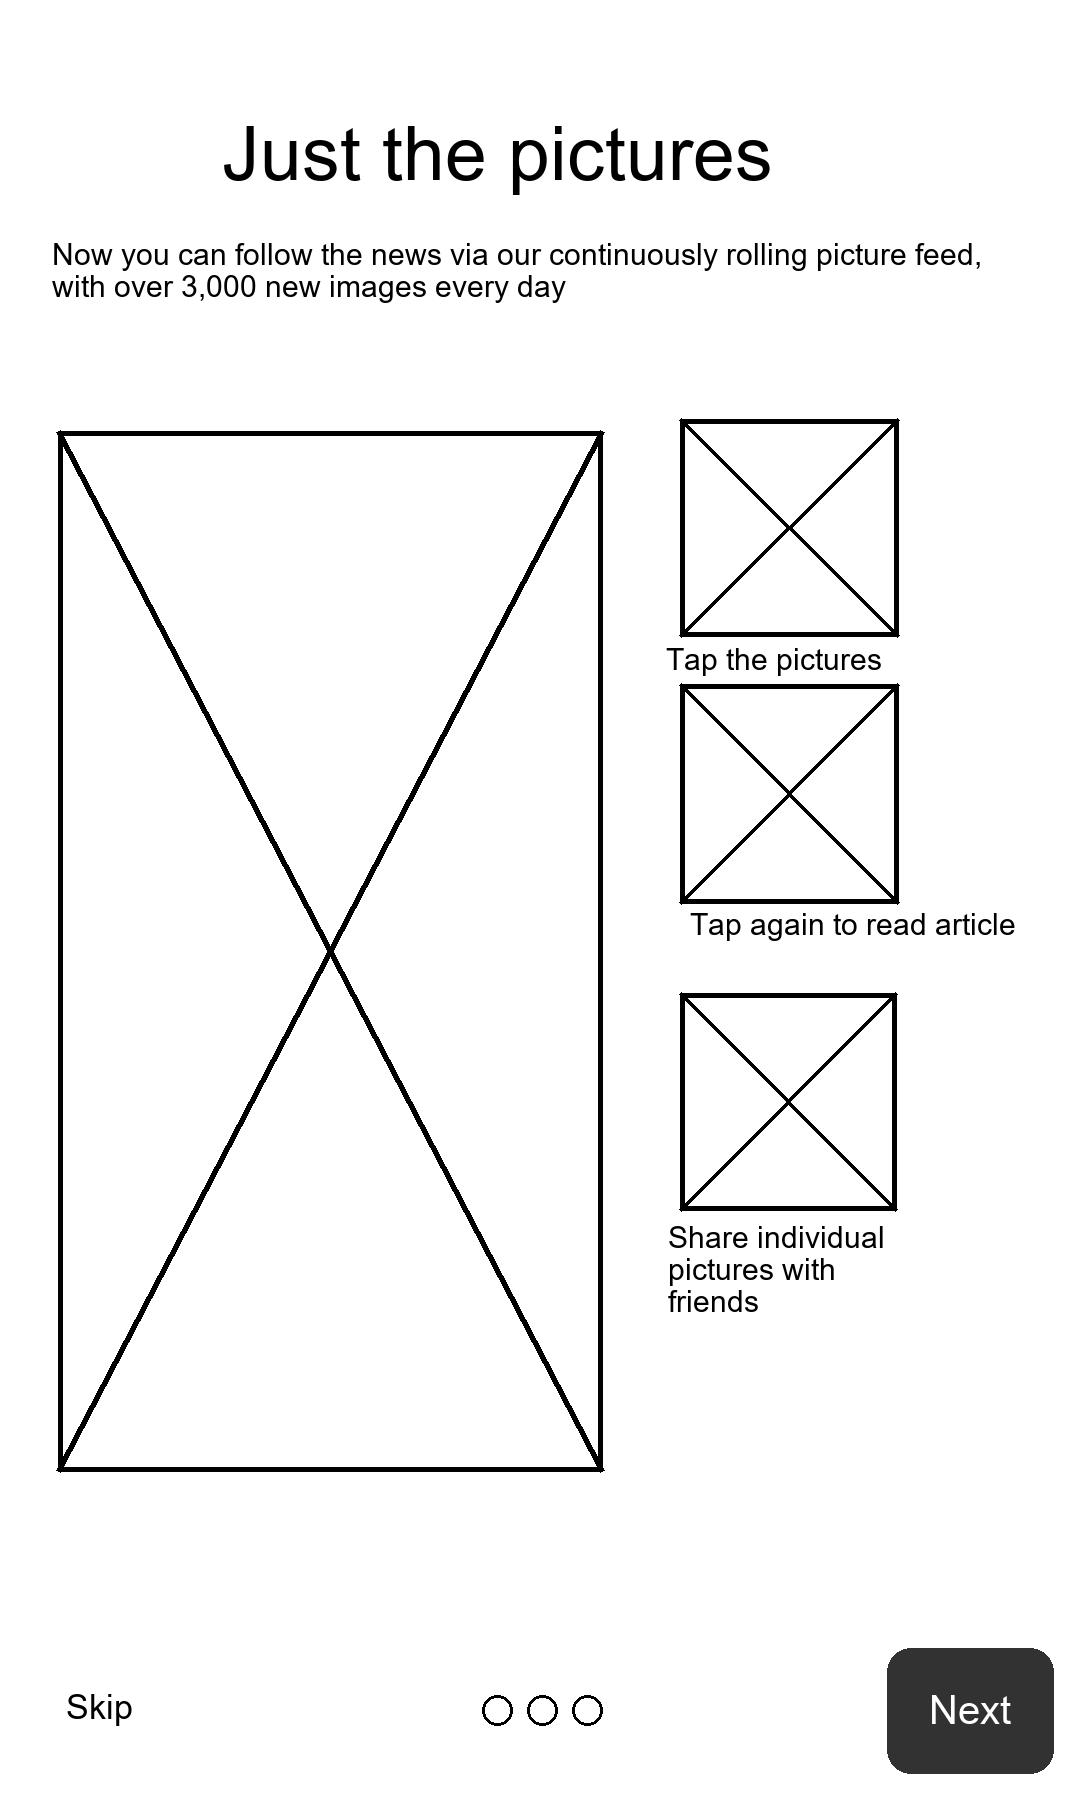 Just the pictures
Now you can follow the news via our continuously rolling picture feed,
with over 3,000 new images every day
Tap the pictures
Tap again to read article
Share individual
pictures with
friends
Skip
Next